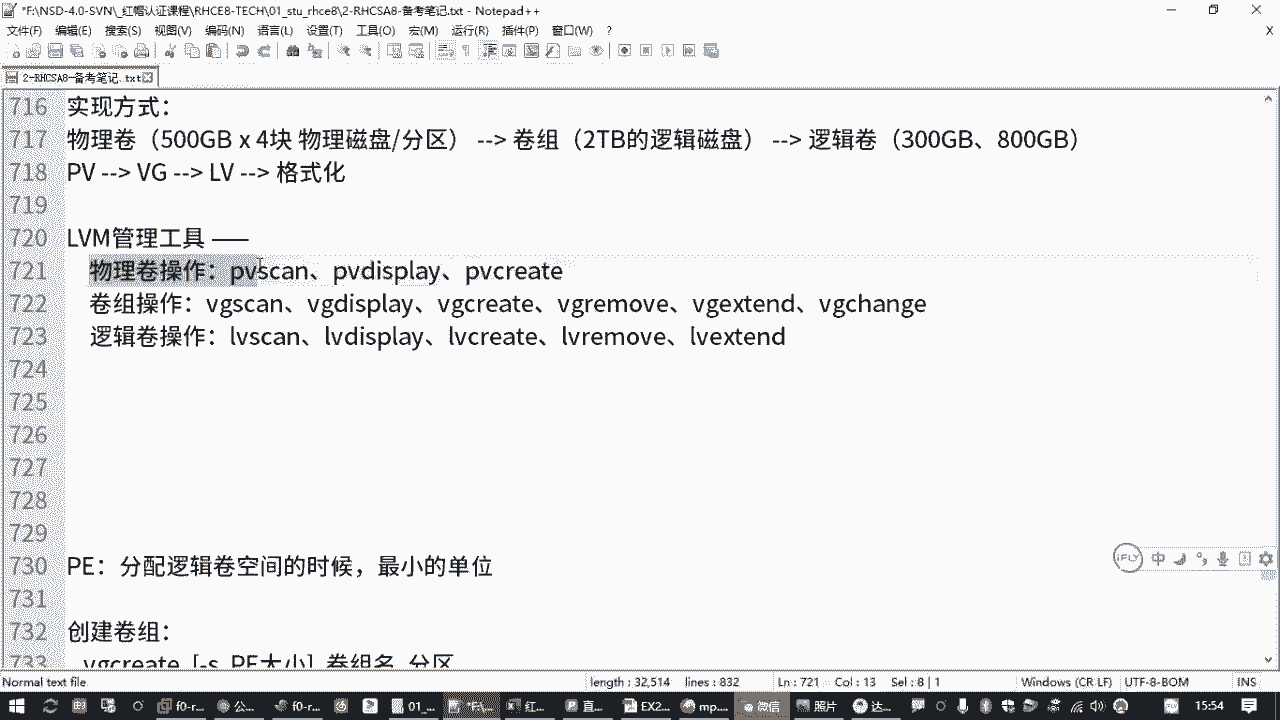 *F:\NSD-4.0-SVN\_红帽认证课程\RHCE8-TECH\01_stu_rhce8\2-RHCSA8-备考笔记.txt - Notepad++
文件(F) 编辑(E) 搜索(S) 视图(V) 编码(N) 语言(L) 设置(T) 工具(O) 宏(M) 运行(R) 插件(P) 窗口(W) ? X
2-RHCSA8-备考笔记.txt
716 实现方式：
717 物理卷（500GB x 4块 物理磁盘/分区） --> 卷组（2TB的逻辑磁盘） --> 逻辑卷（300GB、800GB）
718 PV --> VG --> LV --> 格式化
719
720 LVM管理工具 ——
721 物理卷操作：pvscan、pvdisplay、pvcreate
722 卷组操作：vgscan、vgdisplay、vgcreate、vgremove、vgextend、vgchange
723 逻辑卷操作：lvscan、lvdisplay、lvcreate、lvremove、lvextend
724
725
726
727
728
729
730 PE：分配逻辑卷空间的时候，最小的单位
731
732 创建卷组：
733 vgcreate [-s PE大小] 卷组名 分区
iFLY 中
Normal text file length : 32,514 lines : 832 Ln : 721 Col : 13 Sel : 8 | 1 Windows (CR LF) UTF-8-BOM INS
f0-r... 公... f0-r... 01_... *F:\... 红... 直... EX2... mp... 微信 照片 达... 15:54